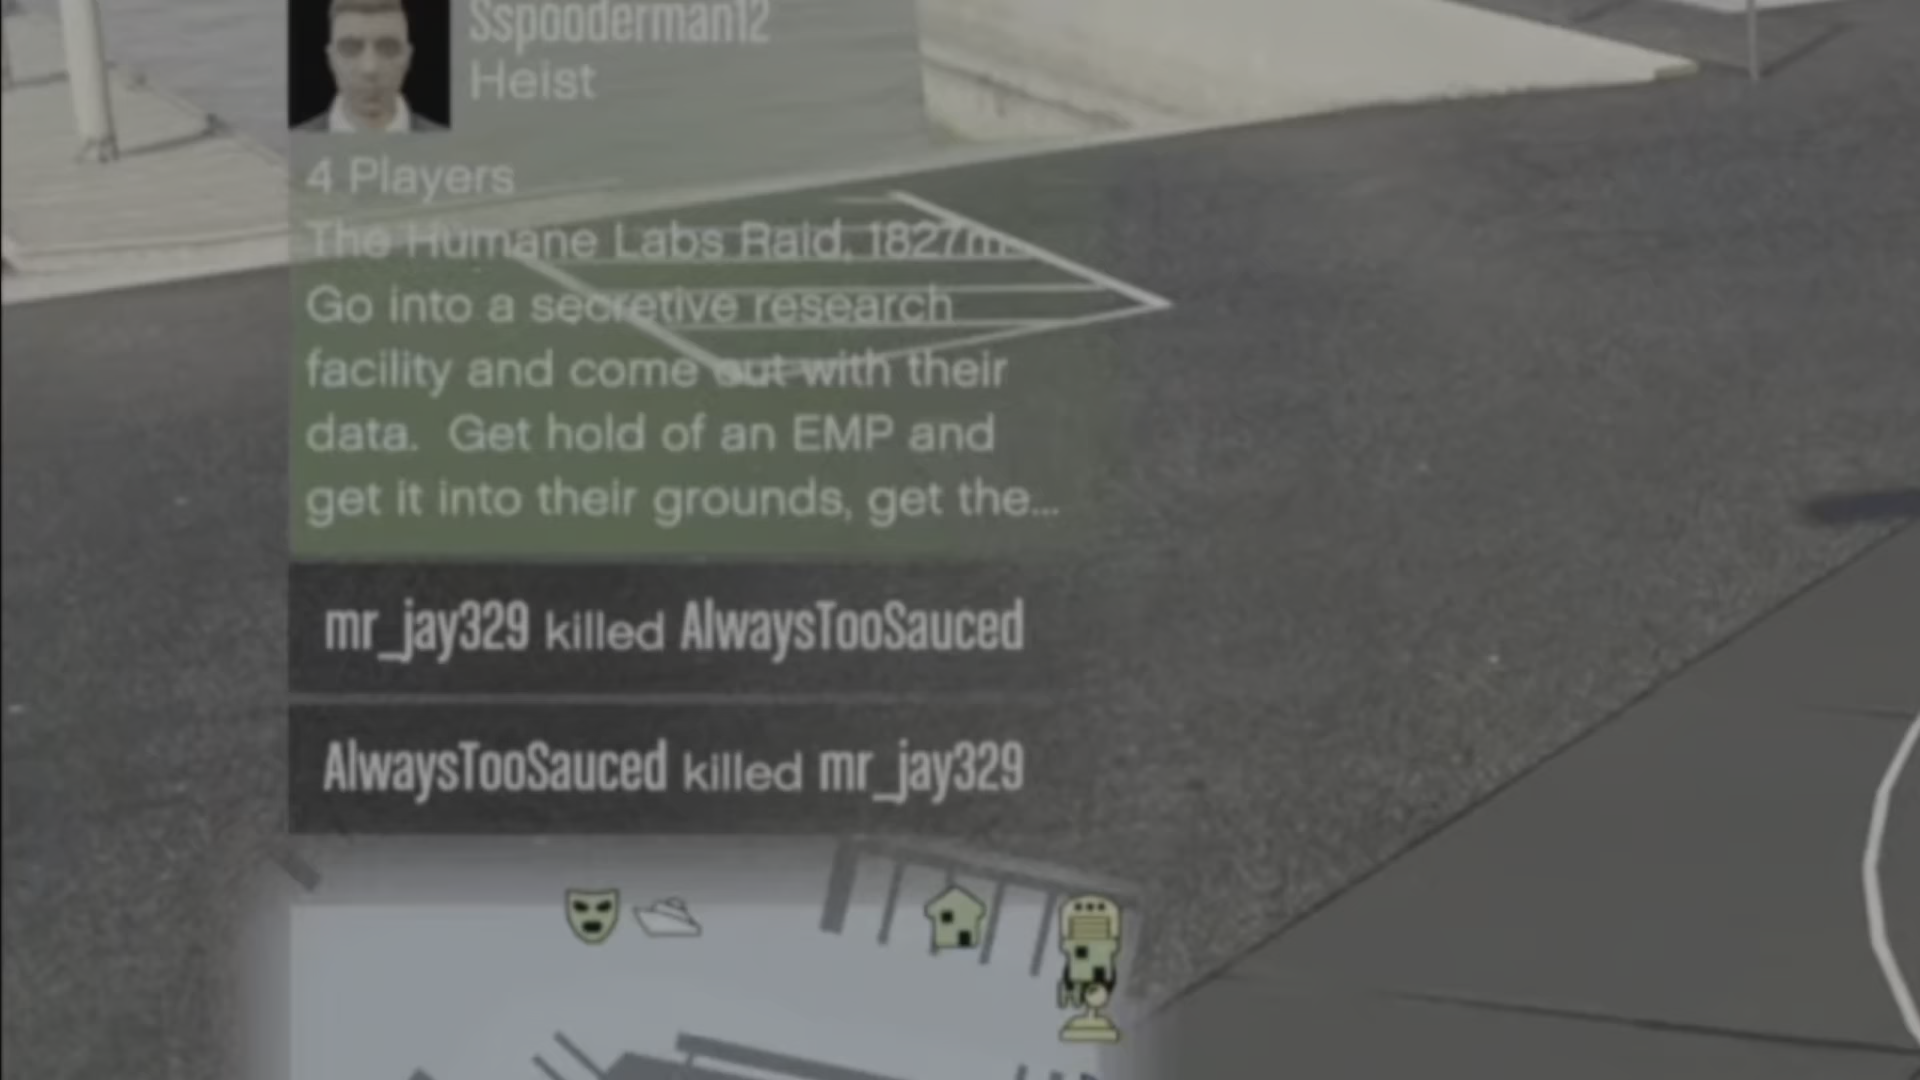 Sspooderman12
Heist
4 Players
The Humane Labs Raid, 1827m.
Go into a secretive research
facility and come out with their
data.  Get hold of an EMP and
get it into their grounds, get the...
mr_jay329 killed AlwaysTooSauced
AlwaysTooSauced killed mr_jay329
H